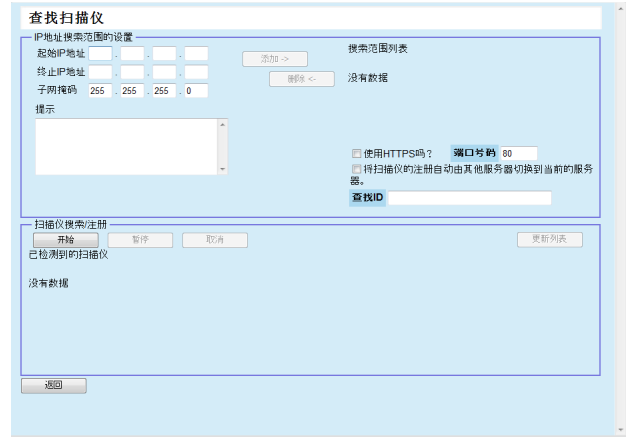 查找扫描仪
IP地址搜索范围的设置
起始IP地址 . . .
添加 ->
搜索范围列表
终止IP地址 . . .
删除 <-
没有数据
子网掩码 255 . 255 . 255 . 0
提示
使用HTTPS吗？ 端口号码 80
将扫描仪的注册自动由其他服务器切换到当前的服务
器。
查找ID
扫描仪搜索/注册
开始 暂停 取消 更新列表
已检测到的扫描仪
没有数据
返回